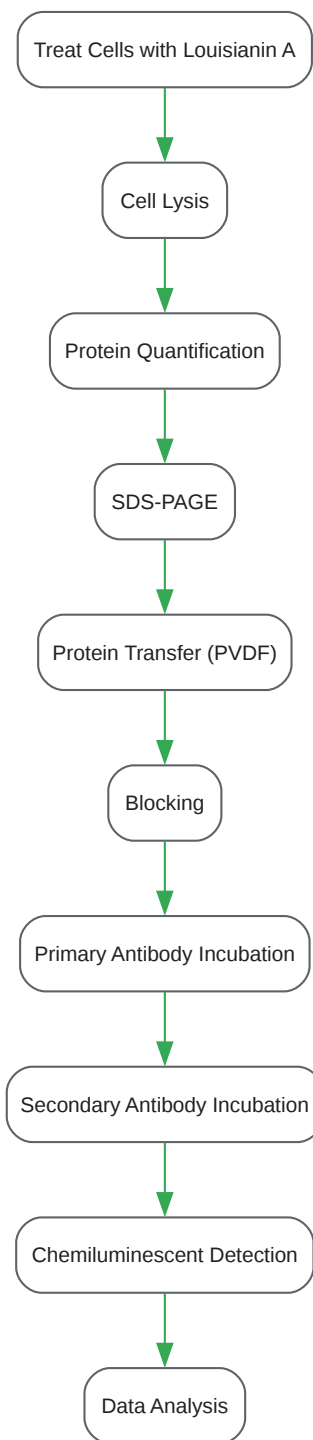 Treat Cells with Louisianin A
Cell Lysis
Protein Quantification
SDS-PAGE
Protein Transfer (PVDF)
Blocking
Primary Antibody Incubation
Secondary Antibody Incubation
Chemiluminescent Detection
Data Analysis